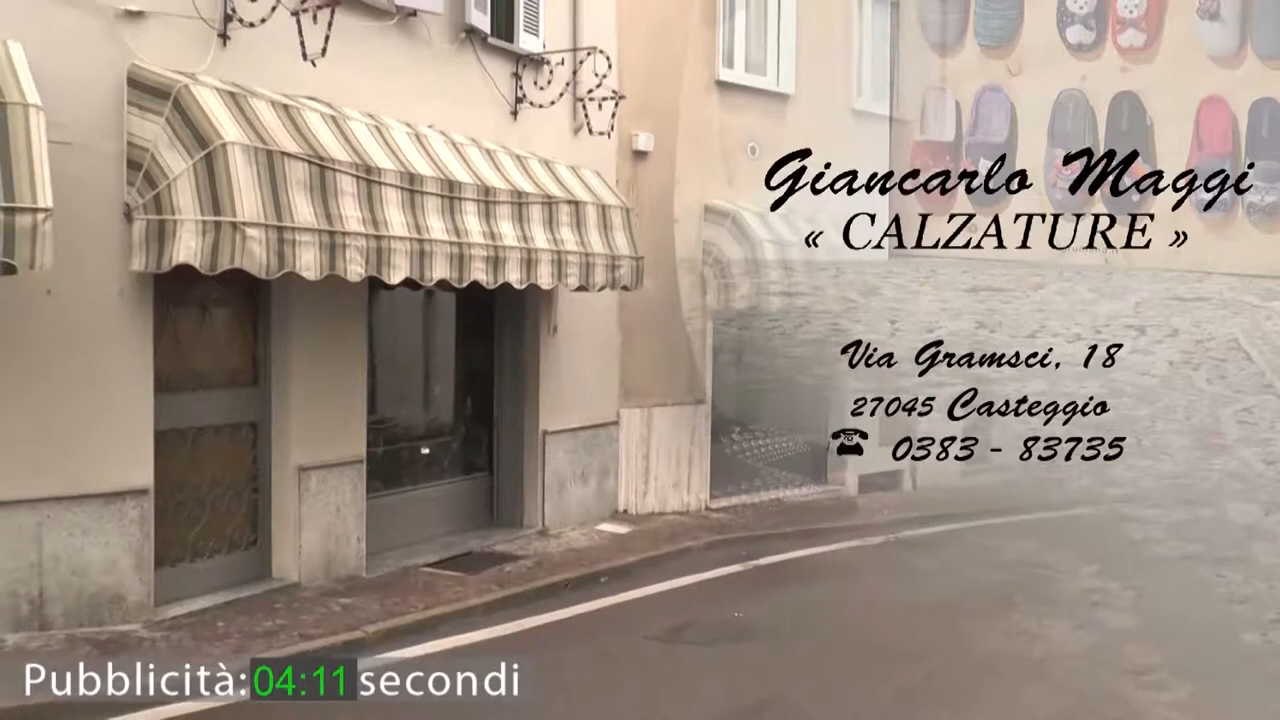 Giancarlo Maggi
« CALZATURE »
Via Gramsci, 18
27045 Casteggio
☎ 0383 - 83735
Pubblicità: 04:11 secondi